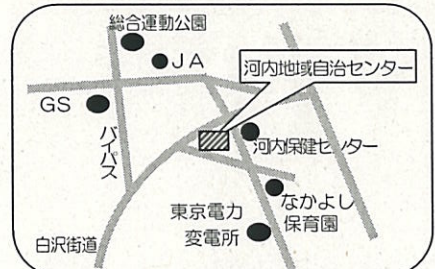 総合運動公園
JA
河内地域自治センター
GS
バイパス
河内保健センター
なかよし
保育園
東京電力
変電所
白沢街道